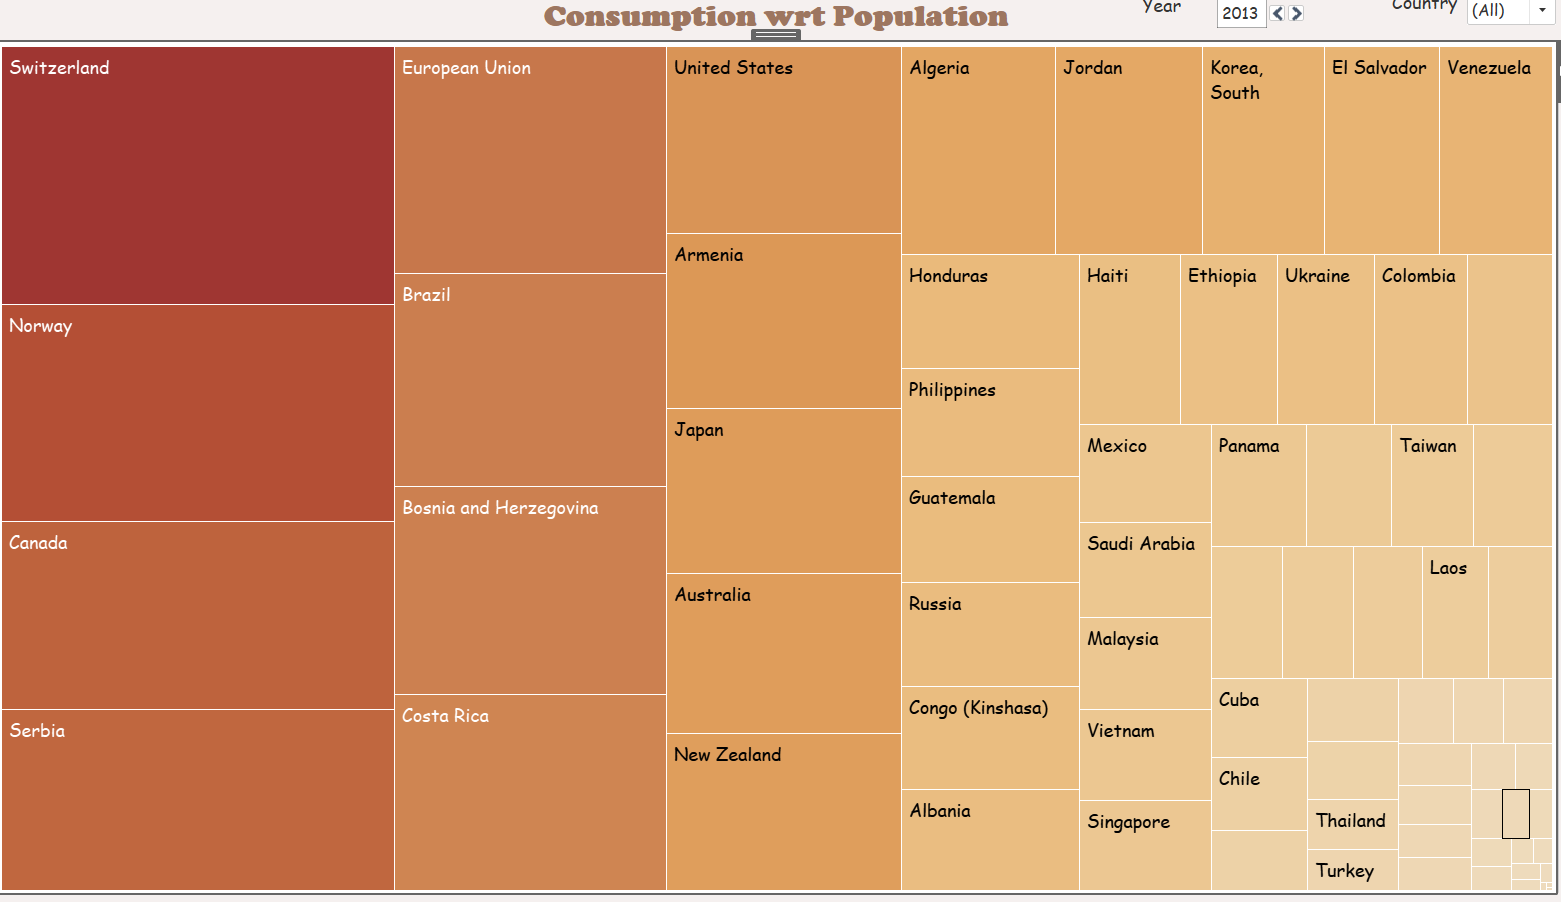 Consumption wrt Population
Year
2013
Country
(All)
Switzerland
Norway
Canada
Serbia
European Union
Brazil
Bosnia and Herzegovina
Costa Rica
United States
Armenia
Japan
Australia
New Zealand
Algeria
Jordan
Korea,
South
El Salvador
Venezuela
Honduras
Philippines
Guatemala
Russia
Congo (Kinshasa)
Albania
Haiti
Ethiopia
Ukraine
Colombia
Mexico
Saudi Arabia
Malaysia
Vietnam
Singapore
Panama
Taiwan
Laos
Cuba
Chile
Thailand
Turkey